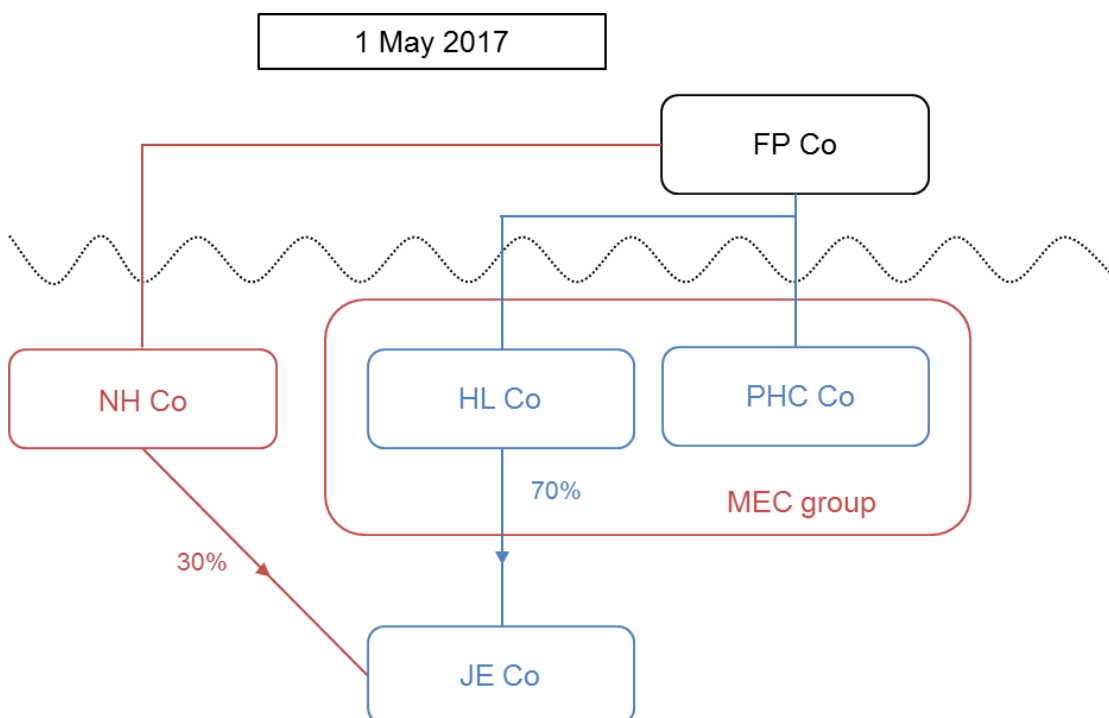 1 May 2017
FP Co
NH Co
HL Co
PHC Co
70%
MEC group
30%
JE Co